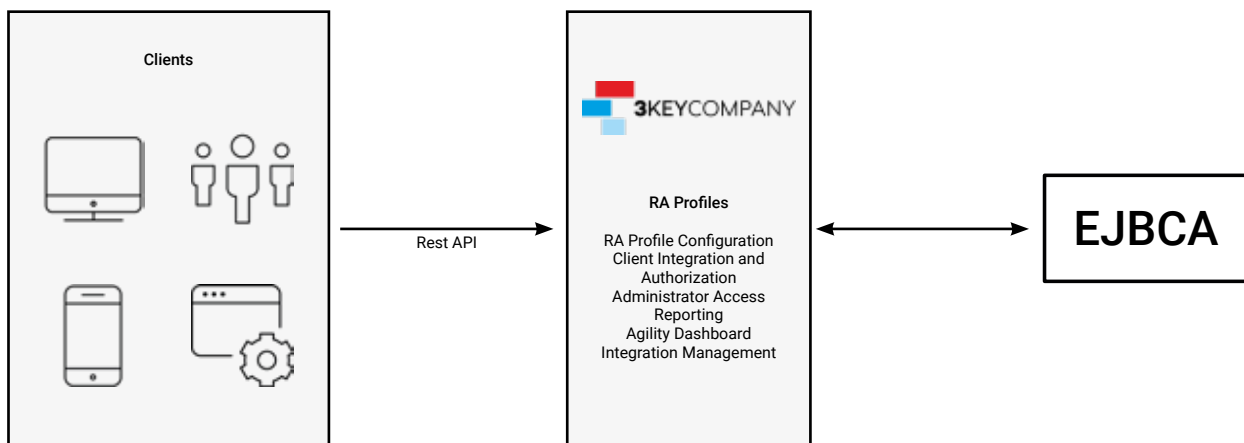 Clients
Rest API
3KEYCOMPANY
RA Profiles
RA Profile Configuration
Client Integration and
Authorization
Administrator Access
Reporting
Agility Dashboard
Integration Management
EJBCA